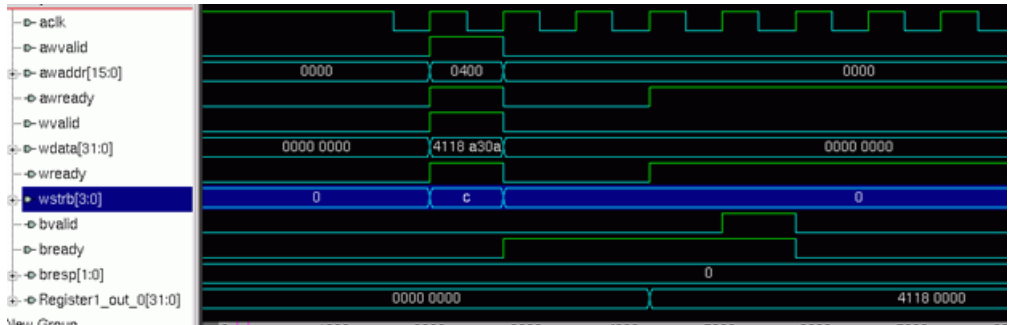 aclk
awvalid
awaddr[15:0] 0000 0400 0000
awready
wvalid
wdata[31:0] 0000 0000 4118 a30a 0000 0000
wready
wstrb[3:0] 0 c 0
bvalid
bready
bresp[1:0] 0
Register1_out_0[31:0] 0000 0000 4118 0000
New Group